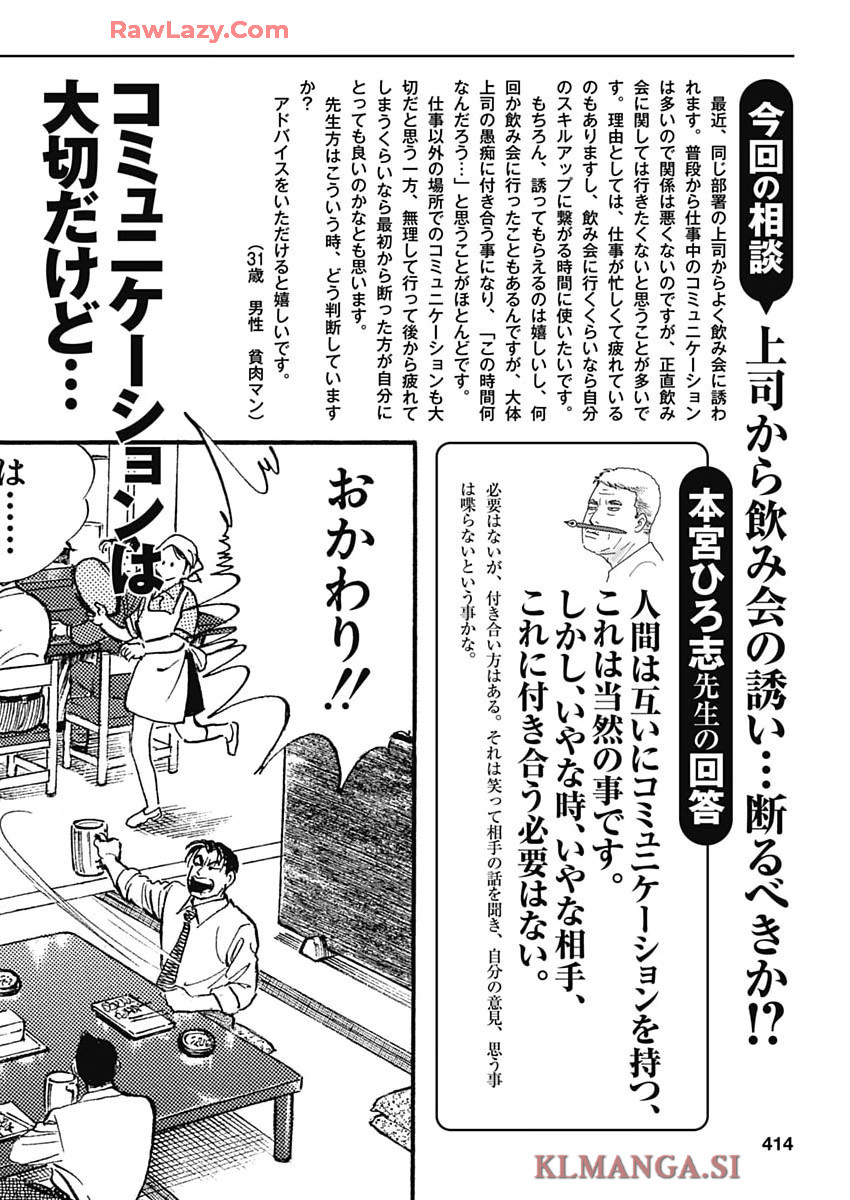 RawLazy.Com
今回の相談
上司から飲み会の誘い…断るべきか!?
最近、同じ部署の上司からよく飲み会に誘わ
れます。普段から仕事中のコミュニケーション
は多いので関係は悪くないのですが、正直飲み
会に関しては行きたくないと思うことが多いで
す。理由としては、仕事が忙しくて疲れている
のもありますし、飲み会に行くくらいなら自分
のスキルアップに繋がる時間に使いたいです。
もちろん、誘ってもらえるのは嬉しいし、何
回か飲み会に行ったこともあるんですが、大体
上司の愚痴に付き合う事になり、「この時間何
なんだろう…」と思うことがほとんどです。
仕事以外の場所でのコミュニケーションも大
切だと思う一方、無理して行って後から疲れて
しまうくらいなら最初から断った方が自分に
とっても良いのかなとも思います。
先生方はこういう時、どう判断しています
か?
アドバイスをいただけると嬉しいです。
(31歳 男性 貧肉マン)
本宮ひろ志先生の回答
人間は互いにコミュニケーションを持つ、
これは当然の事です。
しかし、いやな時、いやな相手、
これに付き合う必要はない。
必要はないが、付き合い方はある。それは笑って相手の話を聞き、自分の意見、思う事
は喋らないという事かな。
コミュニケーションは
大切だけど…
おかわり!!
は……
414
KLMANGA.SI